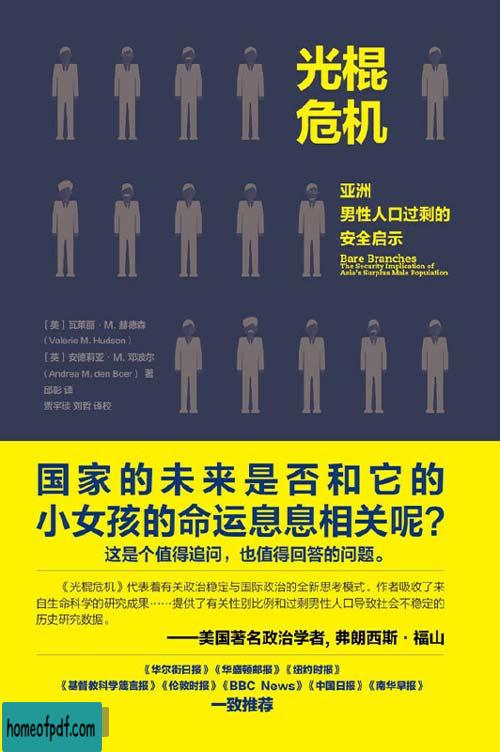 光棍
危机
亚洲
男性人口过剩的
安全启示
Bare Branches
The Security Implication of
Asia's Surplus Male Population
[美] 瓦莱丽·M. 赫德森
(Valerie M. Hudson)
[英] 安德莉亚·M. 邓波尔
(Andrea M. den Boer) 著
邱彰 译
贾宇琰 刘哲 译校
国家的未来是否和它的
小女孩的命运息息相关呢?
这是个值得追问，也值得回答的问题。
《光棍危机》代表着有关政治稳定与国际政治的全新思考模式。作者吸收了来
自生命科学的研究成果……提供了有关性别比例和过剩男性人口导致社会不稳定的
历史研究数据。
——美国著名政治学者, 弗朗西斯·福山
《华尔街日报》《华盛顿邮报》《纽约时报》
《基督教科学箴言报》《伦敦时报》《BBC News》《中国日报》《南华早报》
一致推荐
homeofpdf.com